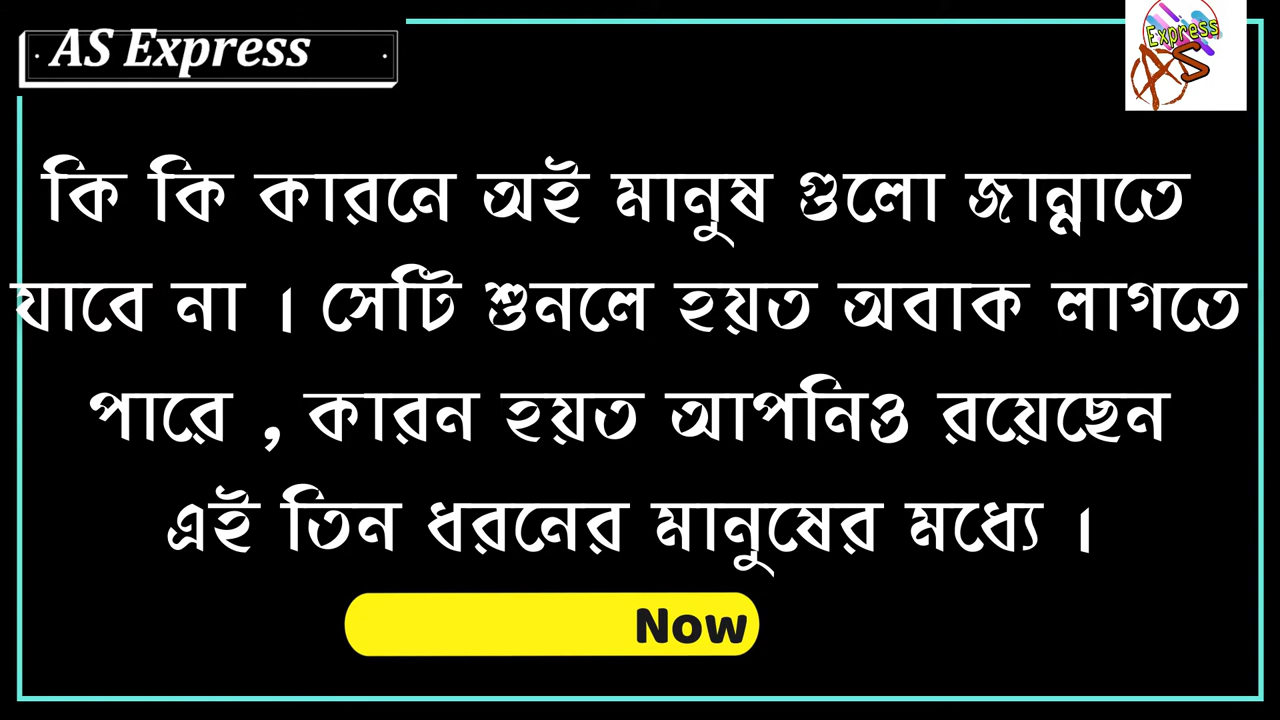 AS Express
Express
AS
কি কি কারনে অই মানুষ গুলো জান্নাতে
যাবে না । সেটি শুনলে হয়ত অবাক লাগতে
পারে , কারন হয়ত আপনিও রয়েছেন
এই তিন ধরনের মানুষের মধ্যে ।
Now